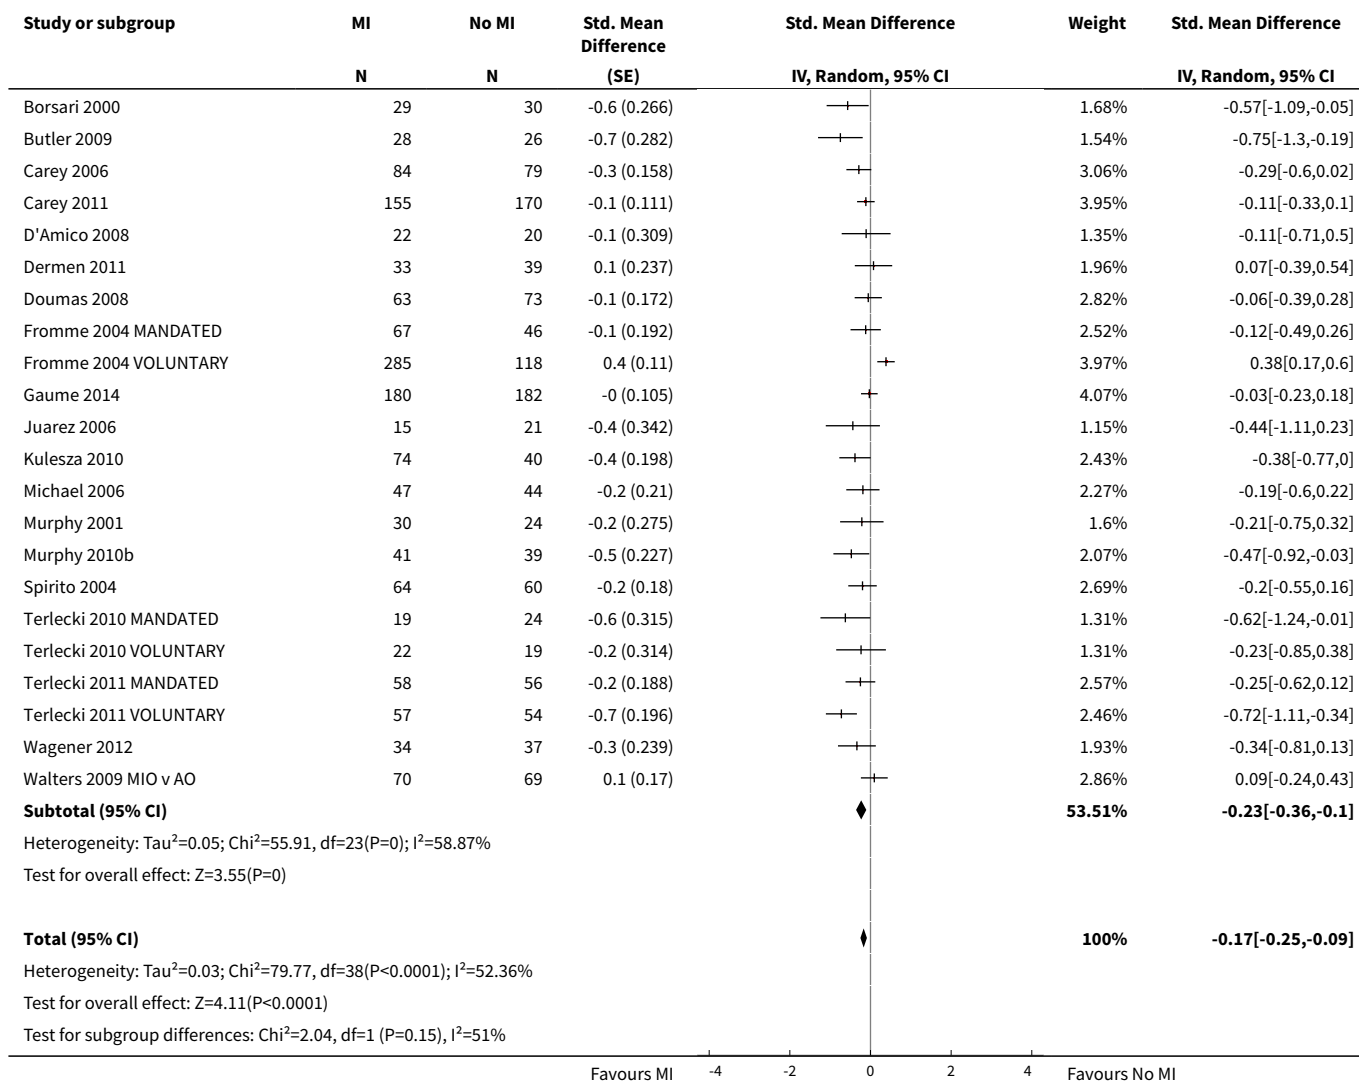 Study or subgroup MI No MI Std. Mean Difference Std. Mean Difference Weight Std. Mean Difference
N N (SE) IV, Random, 95% CI IV, Random, 95% CI
Borsari 2000 29 30 -0.6 (0.266) 1.68% -0.57[-1.09,-0.05]
Butler 2009 28 26 -0.7 (0.282) 1.54% -0.75[-1.3,-0.19]
Carey 2006 84 79 -0.3 (0.158) 3.06% -0.29[-0.6,0.02]
Carey 2011 155 170 -0.1 (0.111) 3.95% -0.11[-0.33,0.1]
D'Amico 2008 22 20 -0.1 (0.309) 1.35% -0.11[-0.71,0.5]
Dermen 2011 33 39 0.1 (0.237) 1.96% 0.07[-0.39,0.54]
Doumas 2008 63 73 -0.1 (0.172) 2.82% -0.06[-0.39,0.28]
Fromme 2004 MANDATED 67 46 -0.1 (0.192) 2.52% -0.12[-0.49,0.26]
Fromme 2004 VOLUNTARY 285 118 0.4 (0.11) 3.97% 0.38[0.17,0.6]
Gaume 2014 180 182 -0 (0.105) 4.07% -0.03[-0.23,0.18]
Juarez 2006 15 21 -0.4 (0.342) 1.15% -0.44[-1.11,0.23]
Kulesza 2010 74 40 -0.4 (0.198) 2.43% -0.38[-0.77,0]
Michael 2006 47 44 -0.2 (0.21) 2.27% -0.19[-0.6,0.22]
Murphy 2001 30 24 -0.2 (0.275) 1.6% -0.21[-0.75,0.32]
Murphy 2010b 41 39 -0.5 (0.227) 2.07% -0.47[-0.92,-0.03]
Spirito 2004 64 60 -0.2 (0.18) 2.69% -0.2[-0.55,0.16]
Terlecki 2010 MANDATED 19 24 -0.6 (0.315) 1.31% -0.62[-1.24,-0.01]
Terlecki 2010 VOLUNTARY 22 19 -0.2 (0.314) 1.31% -0.23[-0.85,0.38]
Terlecki 2011 MANDATED 58 56 -0.2 (0.188) 2.57% -0.25[-0.62,0.12]
Terlecki 2011 VOLUNTARY 57 54 -0.7 (0.196) 2.46% -0.72[-1.11,-0.34]
Wagener 2012 34 37 -0.3 (0.239) 1.93% -0.34[-0.81,0.13]
Walters 2009 MIO v AO 70 69 0.1 (0.17) 2.86% 0.09[-0.24,0.43]
Subtotal (95% CI) 53.51% -0.23[-0.36,-0.1]
Heterogeneity: Tau²=0.05; Chi²=55.91, df=23(P=0); I²=58.87%
Test for overall effect: Z=3.55(P=0)
Total (95% CI) 100% -0.17[-0.25,-0.09]
Heterogeneity: Tau²=0.03; Chi²=79.77, df=38(P<0.0001); I²=52.36%
Test for overall effect: Z=4.11(P<0.0001)
Test for subgroup differences: Chi²=2.04, df=1 (P=0.15), I²=51%
Favours MI -4 -2 0 2 4 Favours No MI